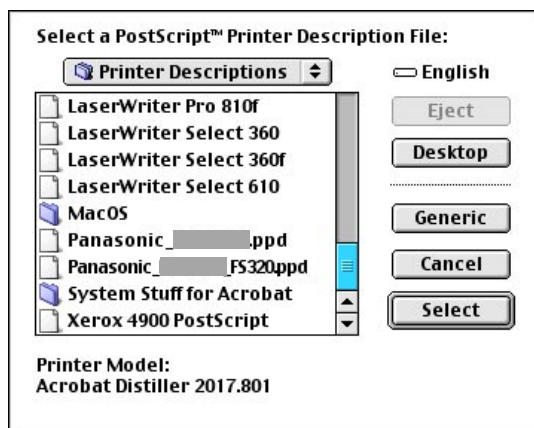 Select a PostScript™ Printer Description File:
Printer Descriptions
English
LaserWriter Pro 810f
LaserWriter Select 360
LaserWriter Select 360f
LaserWriter Select 610
MacOS
Panasonic_ .ppd
Panasonic_ _FS320.ppd
System Stuff for Acrobat
Xerox 4900 PostScript
Eject
Desktop
Generic
Cancel
Select
Printer Model:
Acrobat Distiller 2017.801